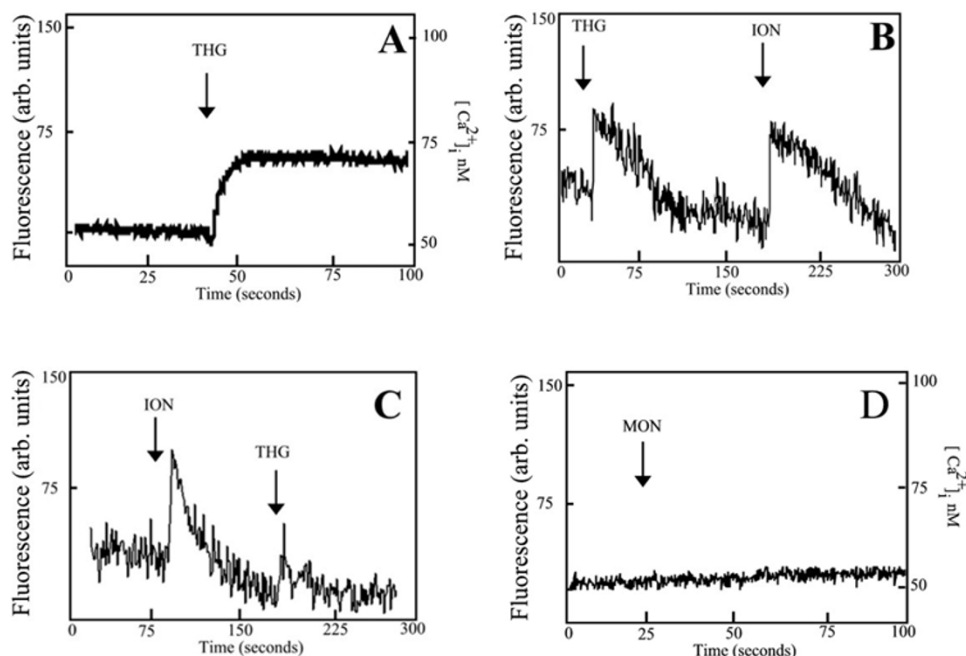 150
A
100
THG
75
75
Fluorescence (arb. units)
[Ca2+]i, nM
50
0 25 50 75 100
Time (seconds)
150
B
THG
ION
75
Fluorescence (arb. units)
0 75 150 225 300
Time (seconds)
150
C
ION
THG
75
Fluorescence (arb. units)
0 75 150 225 300
Time (seconds)
150
D
100
MON
75
75
Fluorescence (arb. units)
[Ca2+]i, nM
50
0 25 50 75 100
Time (seconds)